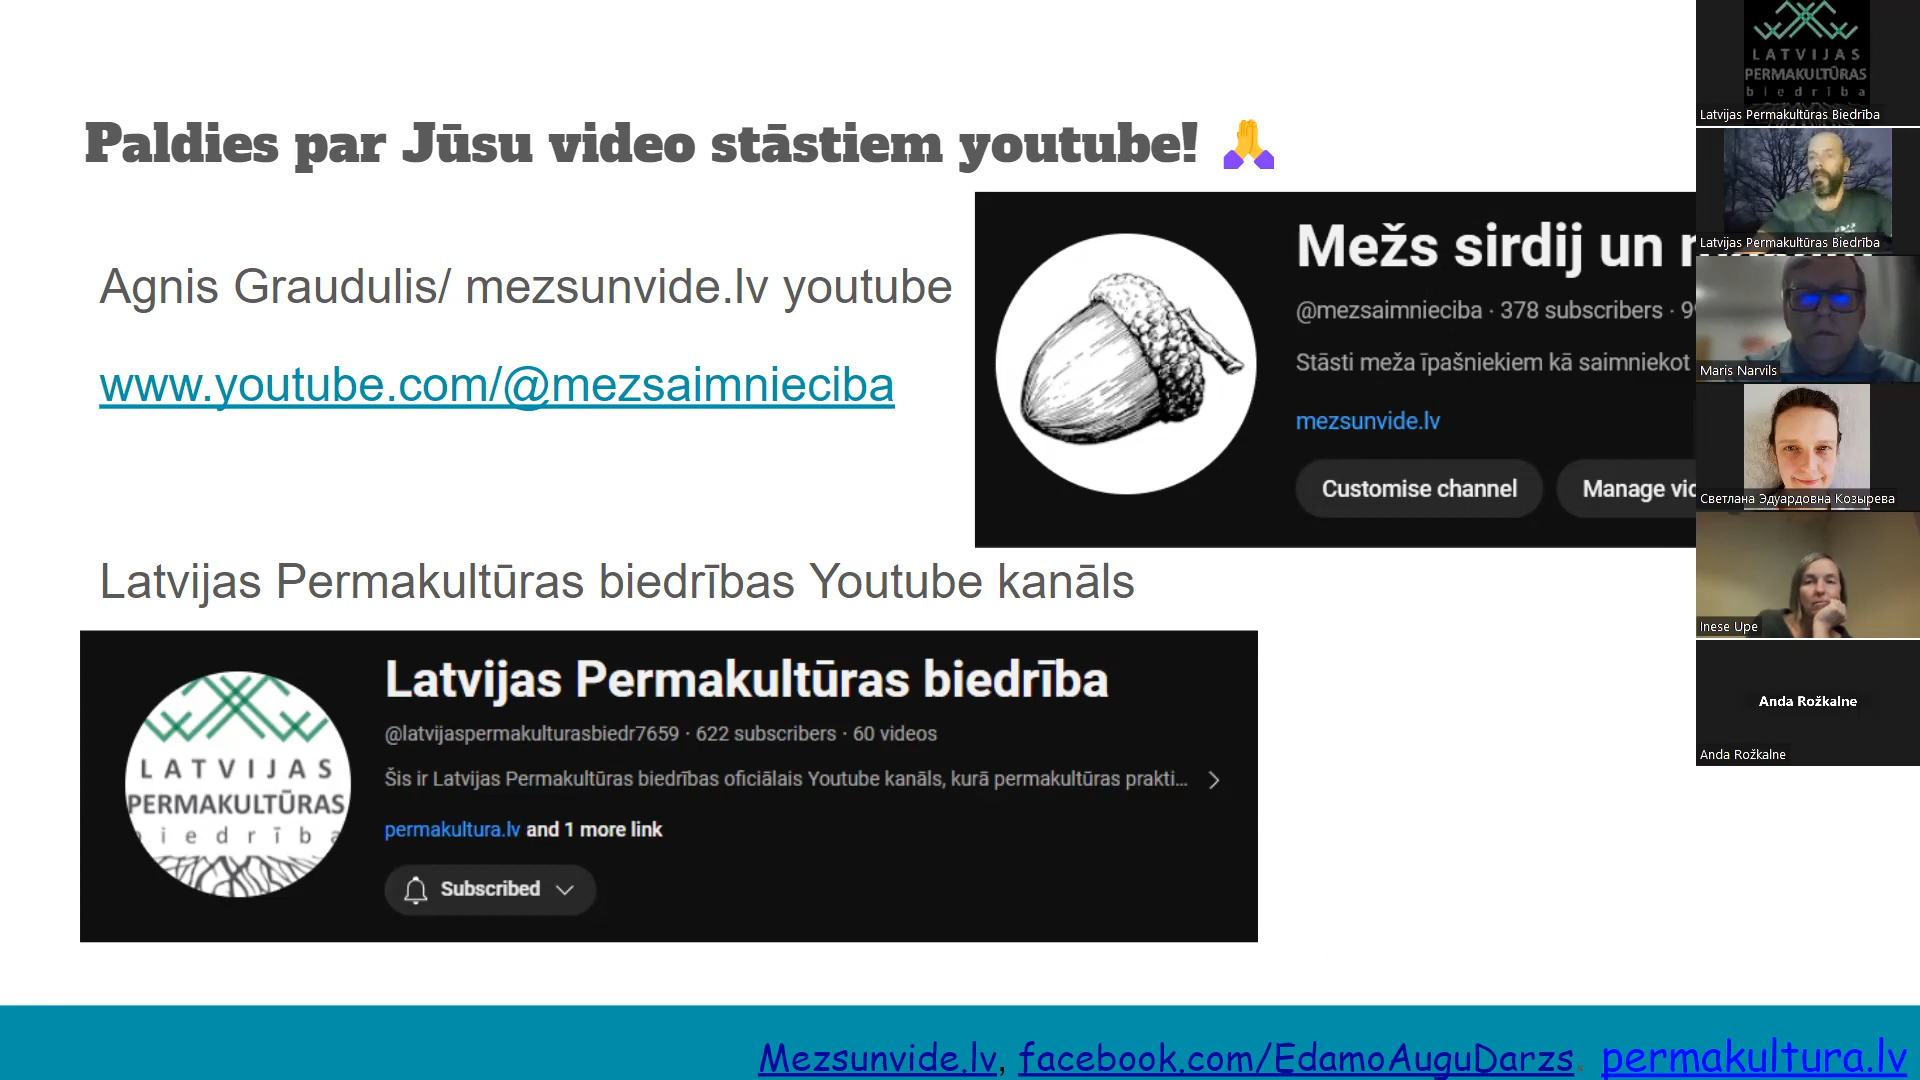 Paldies par Jūsu video stāstiem youtube! 🙏
Agnis Graudulis/ mezsunvide.lv youtube
www.youtube.com/@mezsaimnieciba
Mežs sirdij un
@mezsaimnieciba · 378 subscribers ·
Stāsti meža īpašniekiem kā saimniekot
mezsunvide.lv
Customise channel
Manage
Latvijas Permakultūras biedrības Youtube kanāls
Latvijas Permakultūras biedrība
@latvijaspermakulturasbiedr7659 · 622 subscribers · 60 videos
Šis ir Latvijas Permakultūras biedrības oficiālais Youtube kanāls, kurā permakultūras prakti...
permakultura.lv and 1 more link
Subscribed
LATVIJAS
PERMAKULTŪRAS
biedrība
Mezsunvide.lv, facebook.com/EdamoAuguDarzs. permakultura.lv
LATVIJAS
PERMAKULTŪRAS
biedrība
Latvijas Permakultūras Biedrība
Latvijas Permakultūras Biedrība
Maris Narvils
Светлана Эдуардовна Козырева
Inese Upe
Anda Rožkalne
Anda Rožkalne